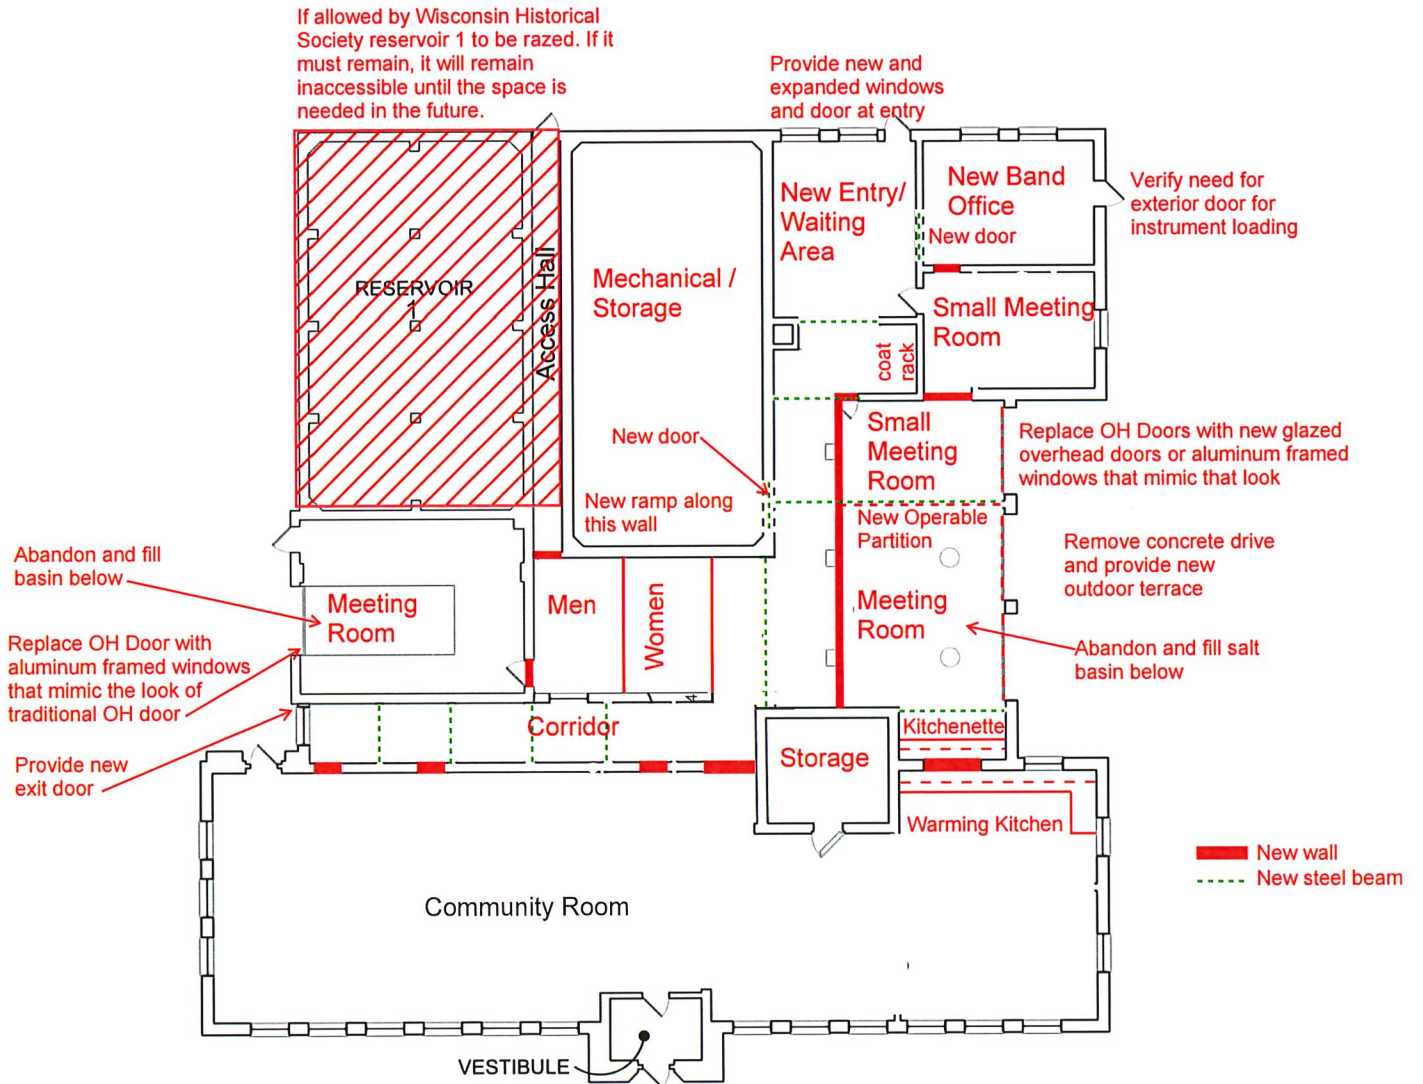 If allowed by Wisconsin Historical
Society reservoir 1 to be razed. If it
must remain, it will remain
inaccessible until the space is
needed in the future.
Provide new and
expanded windows
and door at entry
New Entry/
Waiting
Area
New Band
Office
New door
Verify need for
exterior door for
instrument loading
RESERVOIR
1
Access Hall
Mechanical /
Storage
Small Meeting
Room
coat
rack
New door
New ramp along
this wall
Small
Meeting
Room
Replace OH Doors with new glazed
overhead doors or aluminum framed
windows that mimic that look
New Operable
Partition
Remove concrete drive
and provide new
outdoor terrace
Abandon and fill
basin below
Meeting
Room
Men
Women
Meeting
Room
Abandon and fill salt
basin below
Replace OH Door with
aluminum framed windows
that mimic the look of
traditional OH door
Corridor
Kitchenette
Storage
Provide new
exit door
Warming Kitchen
New wall
New steel beam
Community Room
VESTIBULE